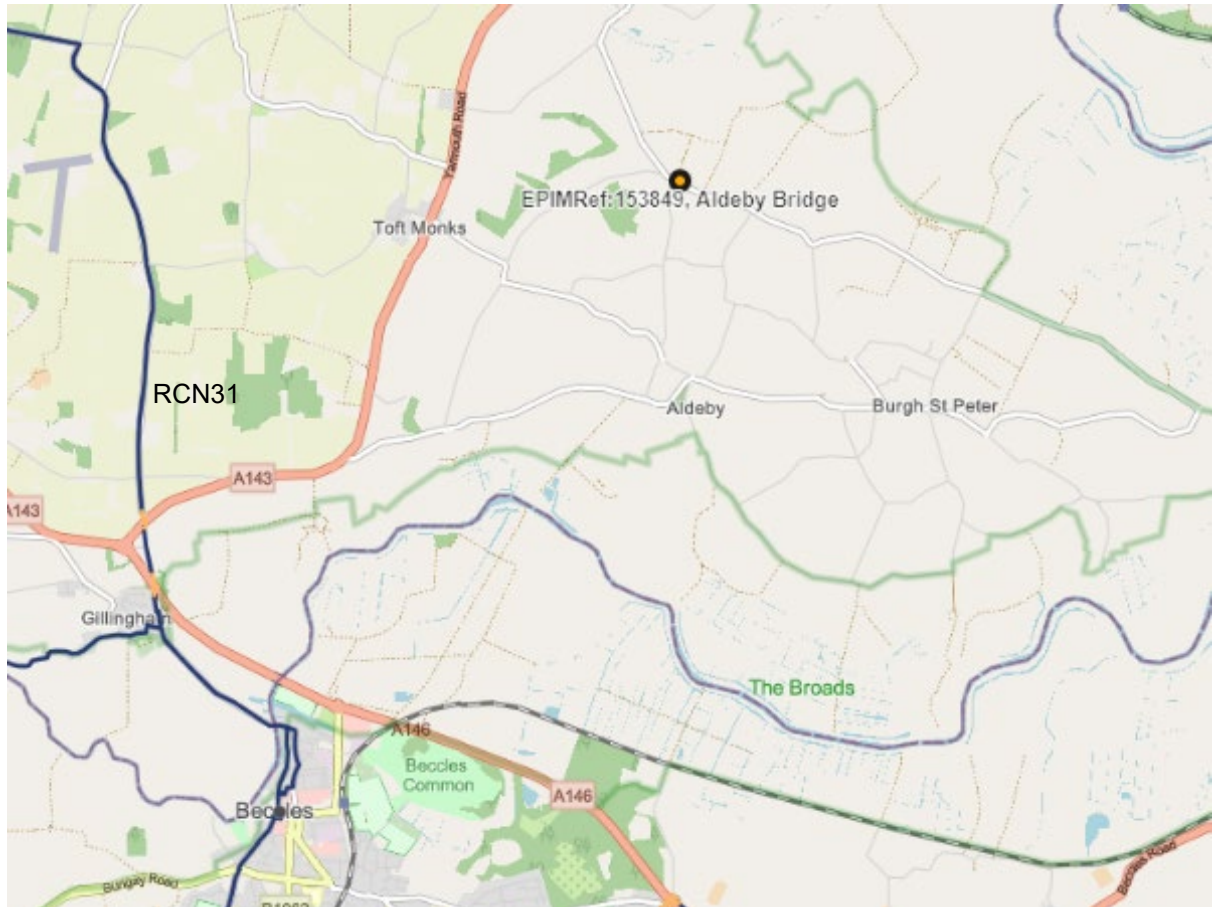 Yarmouth Road
EPIMRef:153849, Aldeby Bridge
Toft Monks
RCN31
Aldeby
Burgh St Peter
A143
A143
Gillingham
The Broads
A146
Beccles
Common
A146
Beccles
Beccles Road
Bungay Road